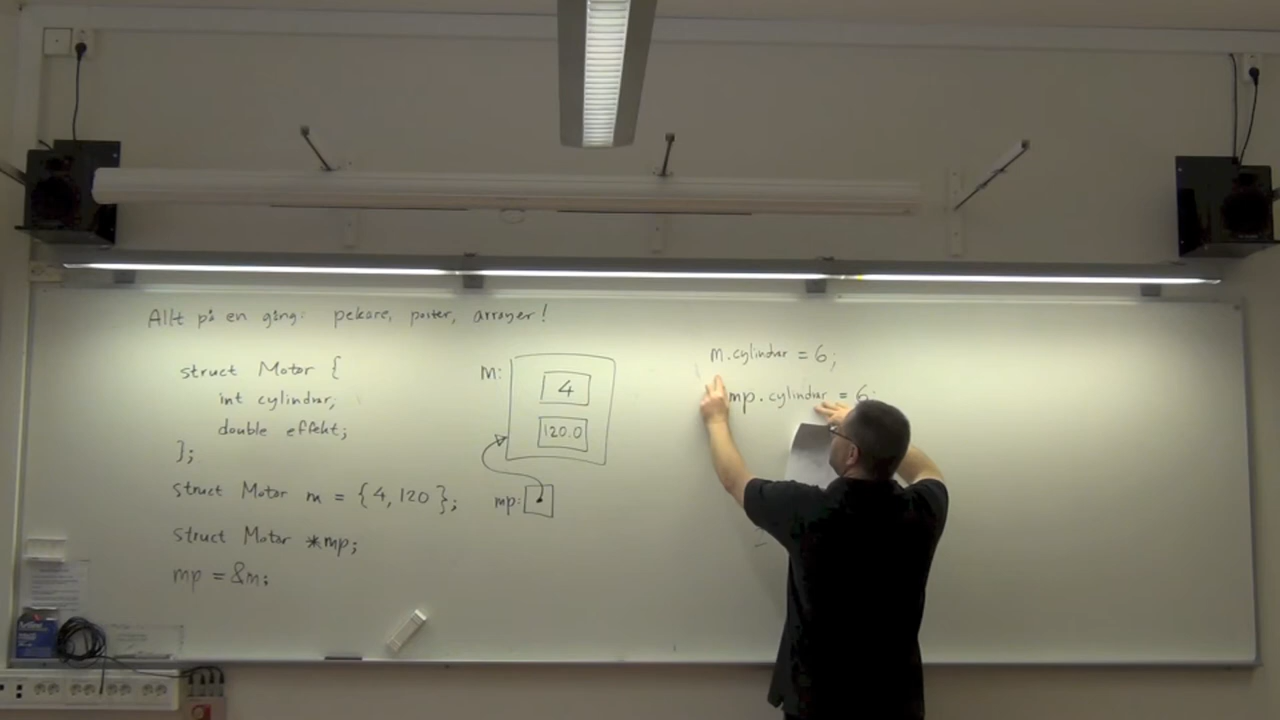 Allt på en gång: pekare, poster, arrayer!
struct Motor {
int cylindrar;
double effekt;
};
struct Motor m = {4, 120};
struct Motor *mp;
mp = &m;
m:
4
120.0
mp:
m.cylindrar = 6;
mp.cylindrar = 6;